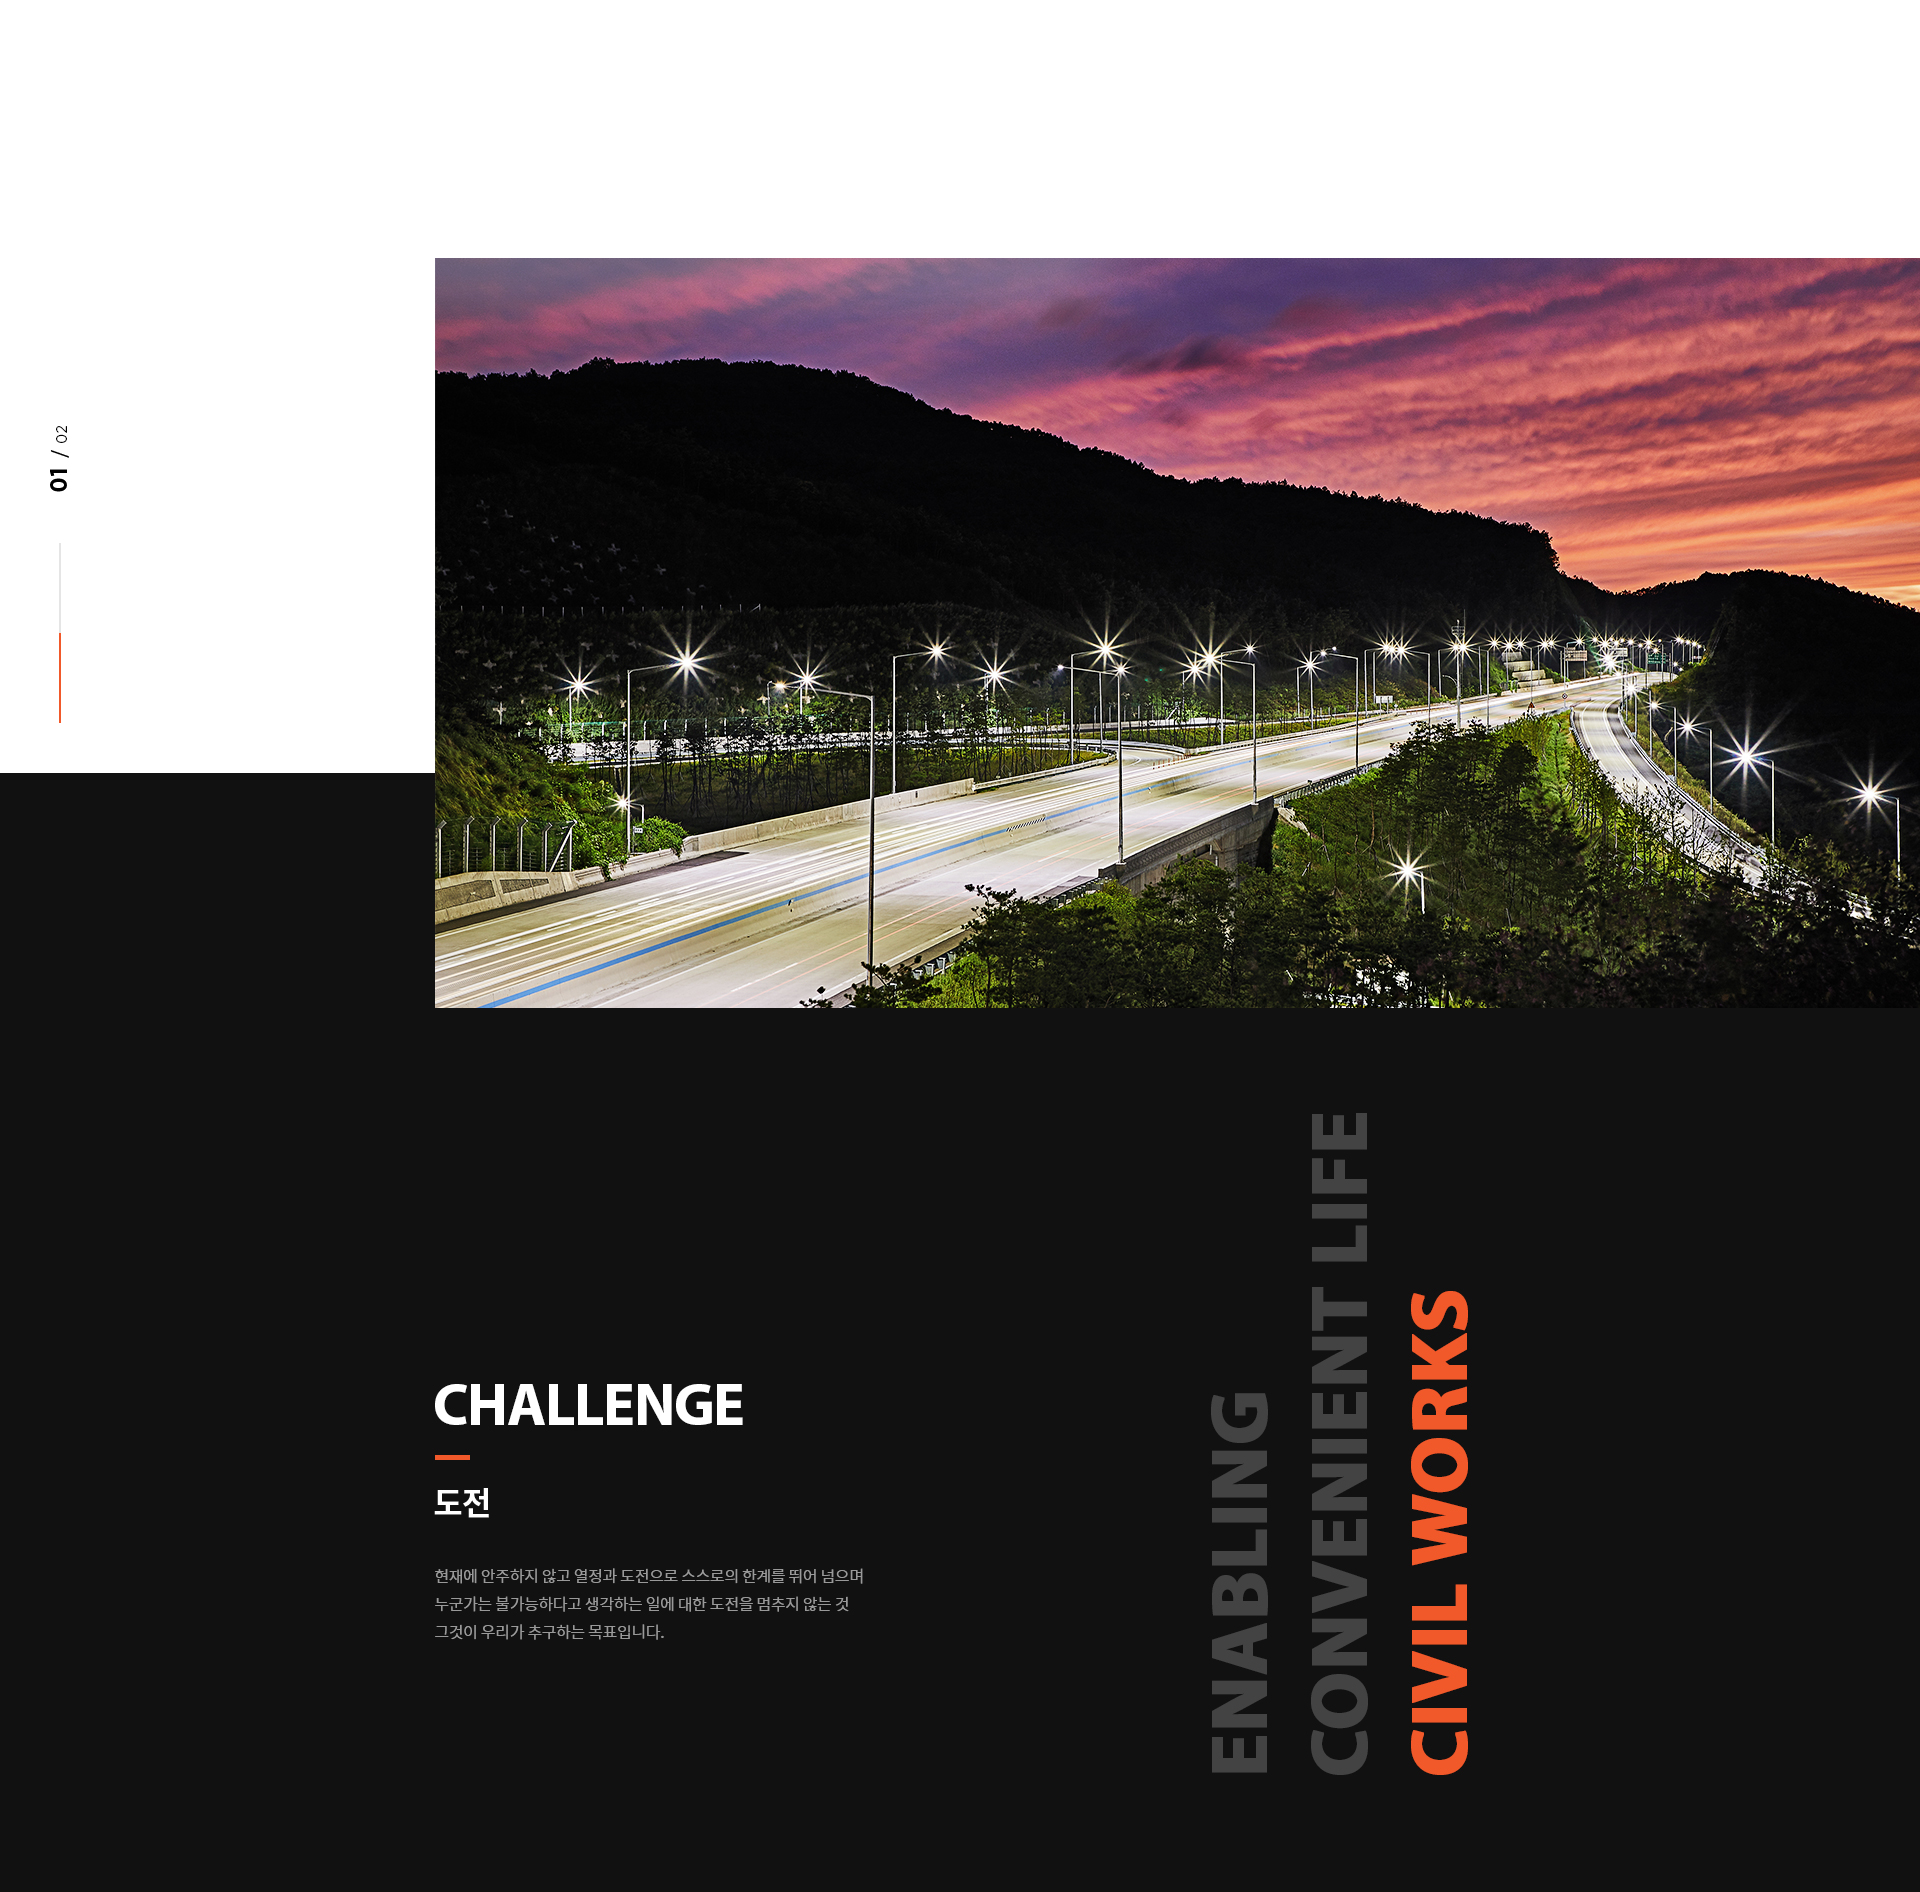 01 / 02
CHALLENGE
도전
현재에 안주하지 않고 열정과 도전으로 스스로의 한계를 뛰어 넘으며
누군가는 불가능하다고 생각하는 일에 대한 도전을 멈추지 않는 것
그것이 우리가 추구하는 목표입니다.
ENABLING
CONVENIENT LIFE
CIVIL WORKS